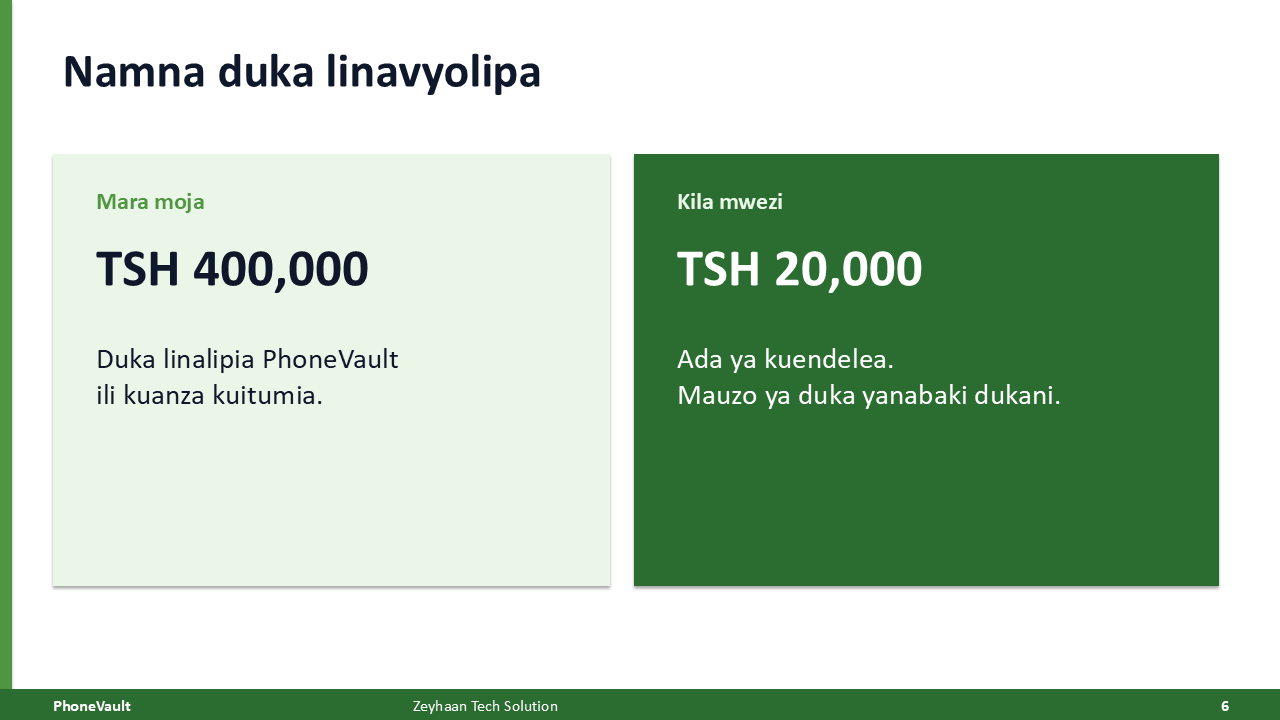 Namna duka linavyolipa
Mara moja
TSH 400,000
Duka linalipia PhoneVault
ili kuanza kuitumia.
Kila mwezi
TSH 20,000
Ada ya kuendelea.
Mauzo ya duka yanabaki dukani.
PhoneVault
Zeyhaan Tech Solution
6